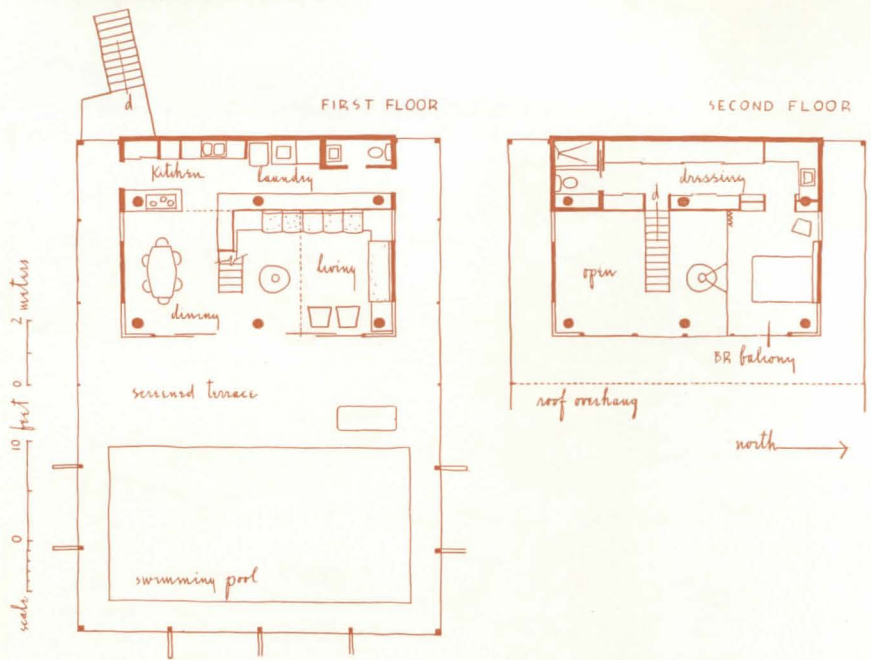 FIRST FLOOR
d
Kitchen
laundry
living
dining
screened terrace
swimming pool
SECOND FLOOR
dressing
d
open
BR balcony
roof overhang
north
scale
0
10 feet
0
2 meters